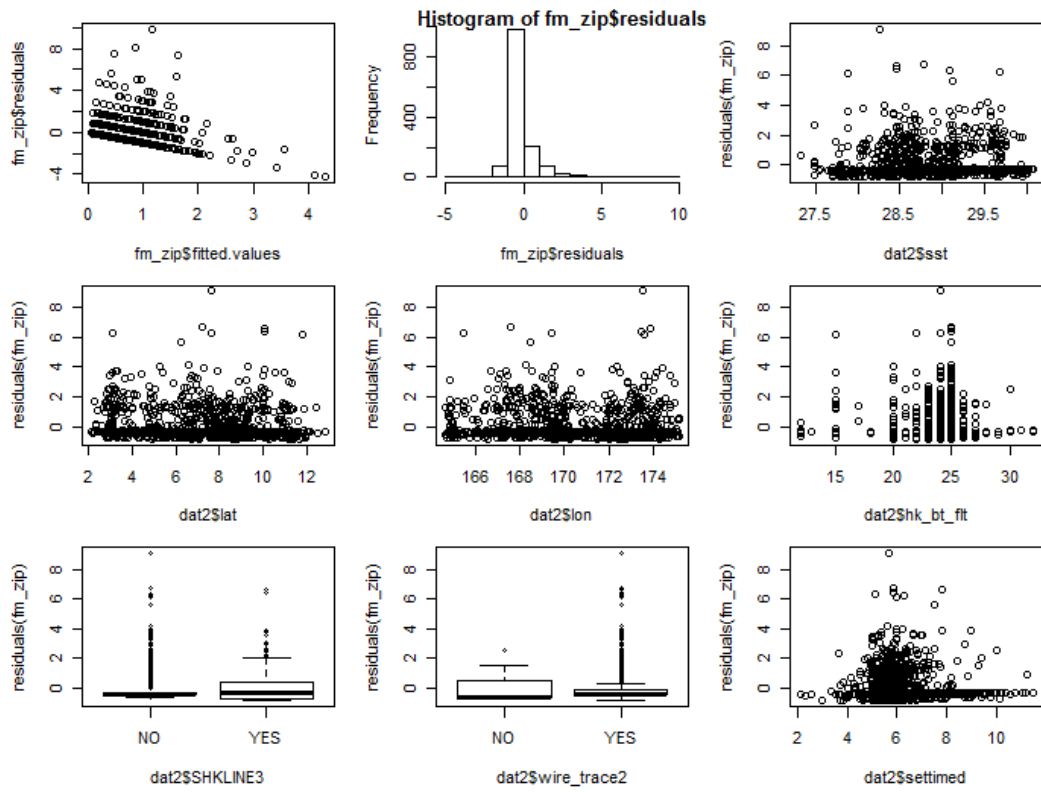 Histogram of fm_zip$residuals
fm_zip$residuals
-4 0 4 8
0 1 2 3 4
fm_zip$fitted.values
Frequency
0 400 800
-5 0 5 10
fm_zip$residuals
residuals(fm_zip)
0 2 4 6 8
27.5 28.5 29.5
dat2$sst
residuals(fm_zip)
0 2 4 6 8
2 4 6 8 10 12
dat2$lat
residuals(fm_zip)
0 2 4 6 8
166 168 170 172 174
dat2$lon
residuals(fm_zip)
0 2 4 6 8
15 20 25 30
dat2$hk_bt_flt
residuals(fm_zip)
0 2 4 6 8
NO YES
dat2$SHKLINE3
residuals(fm_zip)
0 2 4 6 8
NO YES
dat2$wire_trace2
residuals(fm_zip)
0 2 4 6 8
2 4 6 8 10
dat2$settimed